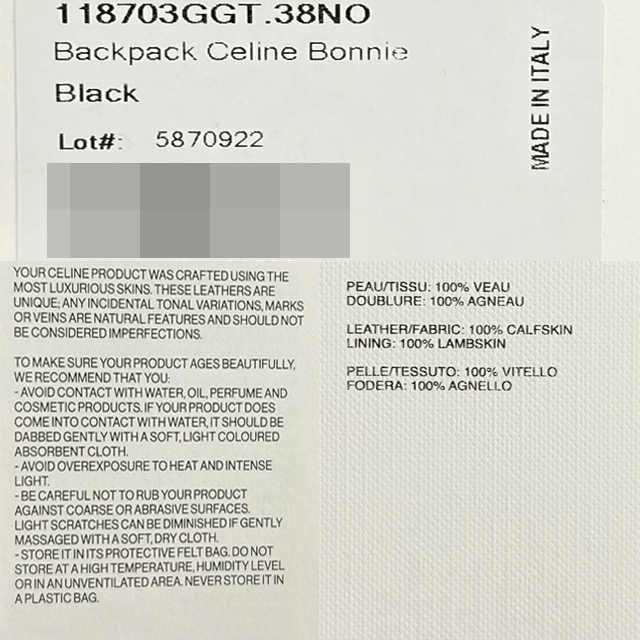 118703GGT.38NO
Backpack Celine Bonnie
Black
Lot#: 5870922
MADE IN ITALY
YOUR CELINE PRODUCT WAS CRAFTED USING THE
MOST LUXURIOUS SKINS. THESE LEATHERS ARE
UNIQUE; ANY INCIDENTAL TONAL VARIATIONS, MARKS
OR VEINS ARE NATURAL FEATURES AND SHOULD NOT
BE CONSIDERED IMPERFECTIONS.
TO MAKE SURE YOUR PRODUCT AGES BEAUTIFULLY,
WE RECOMMEND THAT YOU:
- AVOID CONTACT WITH WATER, OIL, PERFUME AND
COSMETIC PRODUCTS. IF YOUR PRODUCT DOES
COME INTO CONTACT WITH WATER, IT SHOULD BE
DABBED GENTLY WITH A SOFT, LIGHT COLOURED
ABSORBENT CLOTH.
- AVOID OVEREXPOSURE TO HEAT AND INTENSE
LIGHT.
- BE CAREFUL NOT TO RUB YOUR PRODUCT
AGAINST COARSE OR ABRASIVE SURFACES.
LIGHT SCRATCHES CAN BE DIMINISHED IF GENTLY
MASSAGED WITH A SOFT, DRY CLOTH.
- STORE IT IN ITS PROTECTIVE FELT BAG. DO NOT
STORE AT A HIGH TEMPERATURE, HUMIDITY LEVEL
OR IN AN UNVENTILATED AREA. NEVER STORE IT IN
A PLASTIC BAG.
PEAU/TISSU: 100% VEAU
DOUBLURE: 100% AGNEAU
LEATHER/FABRIC: 100% CALFSKIN
LINING: 100% LAMBSKIN
PELLE/TESSUTO: 100% VITELLO
FODERA: 100% AGNELLO